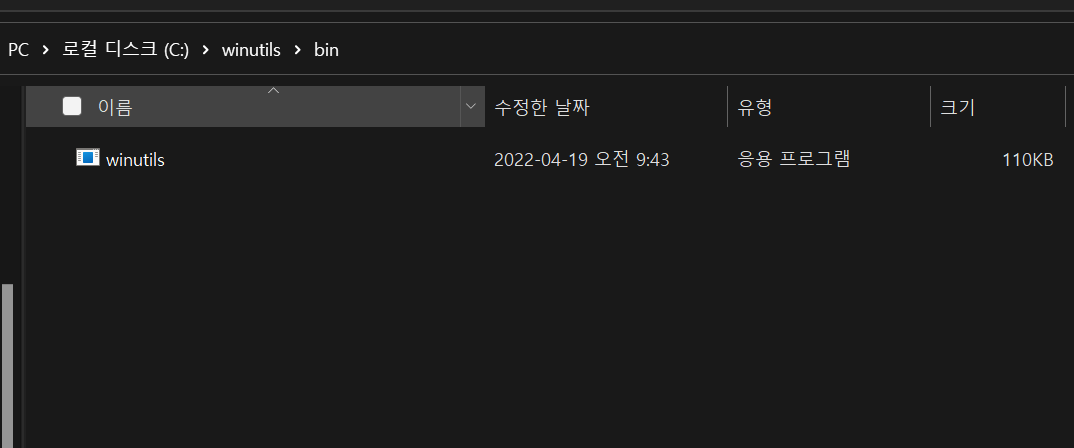 PC > 로컬 디스크 (C:) > winutils > bin
이름 수정한 날짜 유형 크기
winutils 2022-04-19 오전 9:43 응용 프로그램 110KB